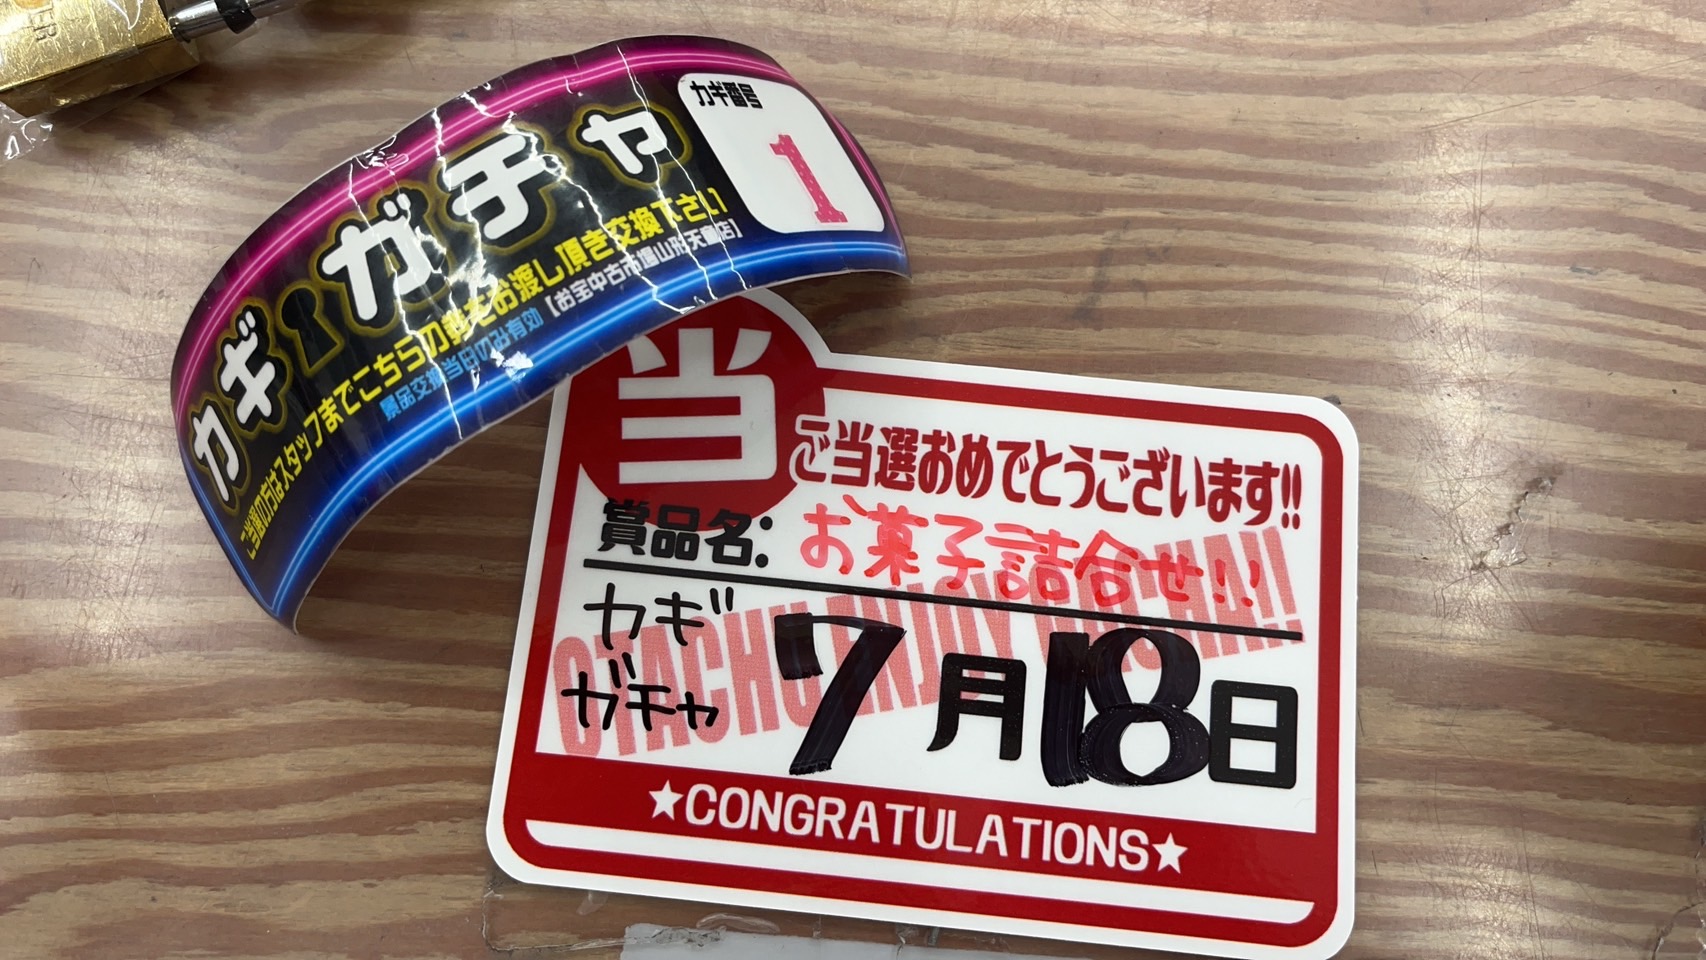 カギ番号
1
カギ ガチャ
ご当選の方はスタッフまでこちらの券をお渡し頂き交換下さい
景品交換当日のみ有効【お宝中古市場山形天童店】
当
ご当選おめでとうございます!!
賞品名：お菓子詰合せ!!
OTACHU ENJOY GACHA!!
カギ
ガチャ
7月18日
★CONGRATULATIONS★